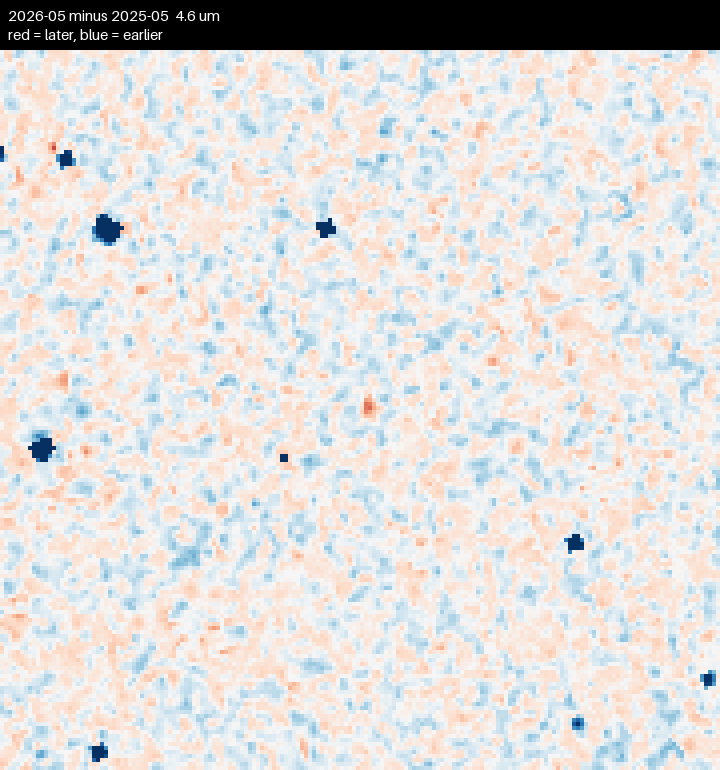 2026-05 minus 2025-05  4.6 um
red = later, blue = earlier